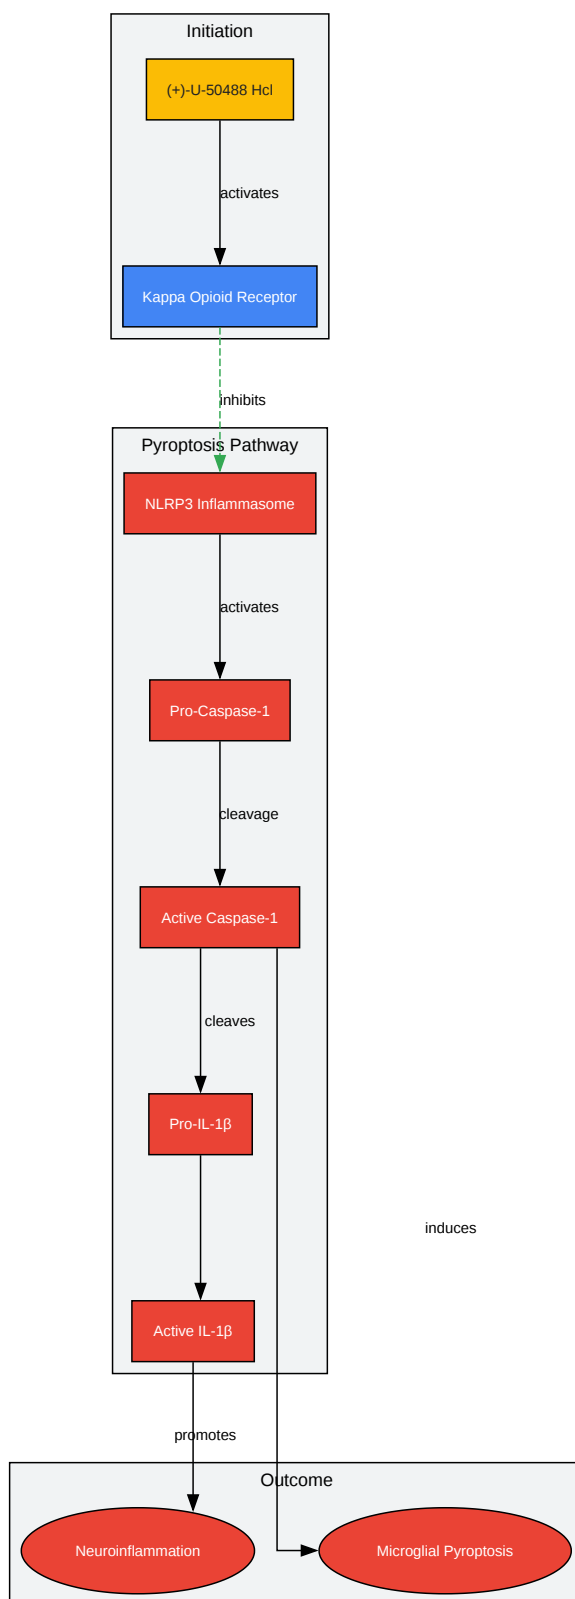 Initiation
(+)-U-50488 Hcl
activates
Kappa Opioid Receptor
inhibits
Pyroptosis Pathway
NLRP3 Inflammasome
activates
Pro-Caspase-1
cleavage
Active Caspase-1
cleaves
Pro-IL-1β
induces
Active IL-1β
promotes
Outcome
Neuroinflammation
Microglial Pyroptosis